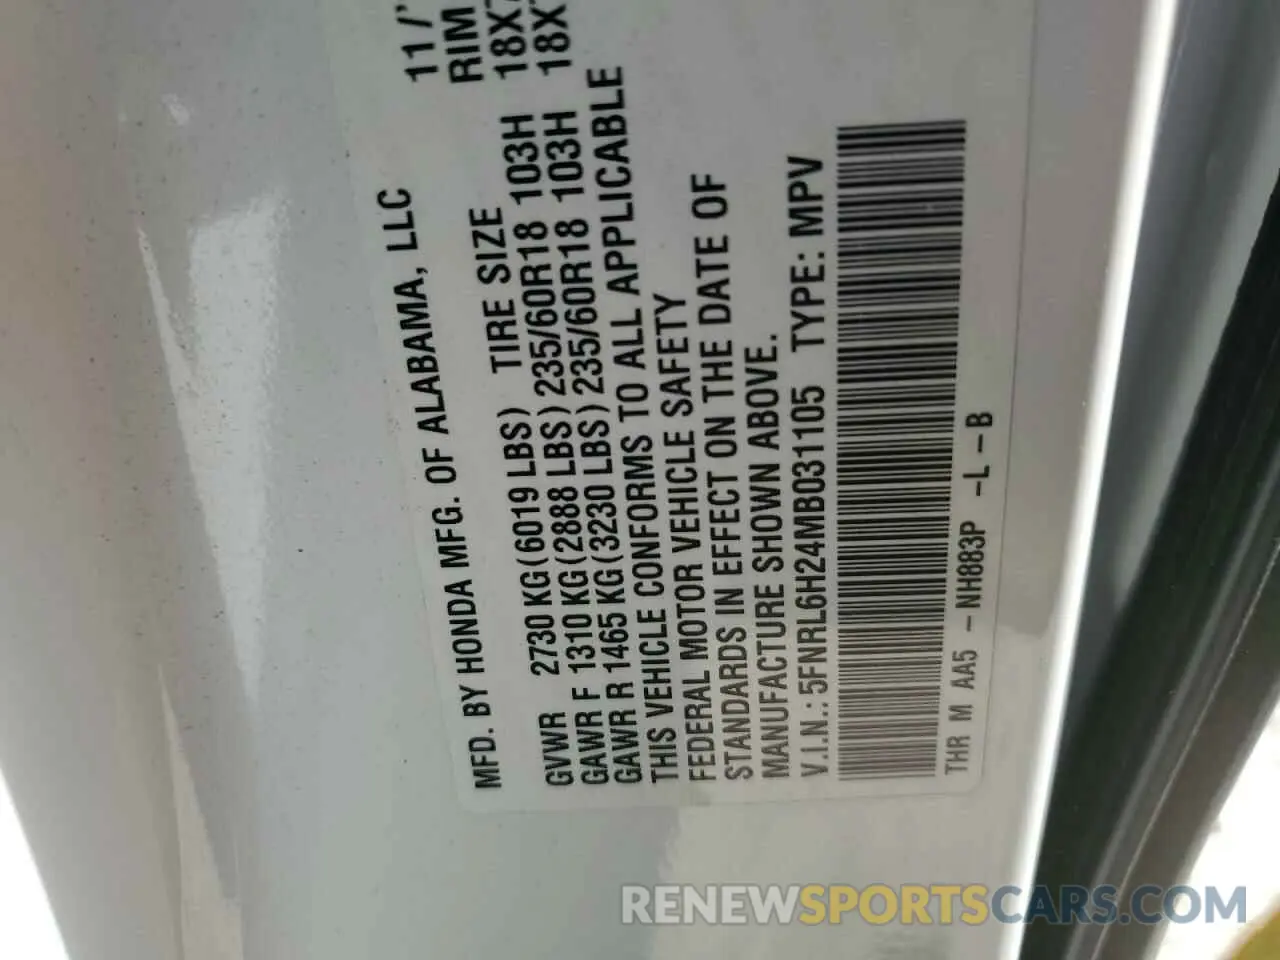 MFD. BY HONDA MFG. OF ALABAMA, LLC 11/
GVWR 2730 KG(6019 LBS) TIRE SIZE RIM
GAWR F 1310 KG(2888 LBS) 235/60R18 103H 18X
GAWR R 1465 KG(3230 LBS) 235/60R18 103H 18X
THIS VEHICLE CONFORMS TO ALL APPLICABLE
FEDERAL MOTOR VEHICLE SAFETY
STANDARDS IN EFFECT ON THE DATE OF
MANUFACTURE SHOWN ABOVE.
V.I.N.: 5FNRL6H24MB031105 TYPE: MPV
THR M AA5 -NH883P -L-B
RENEWSPORTSCARS.COM